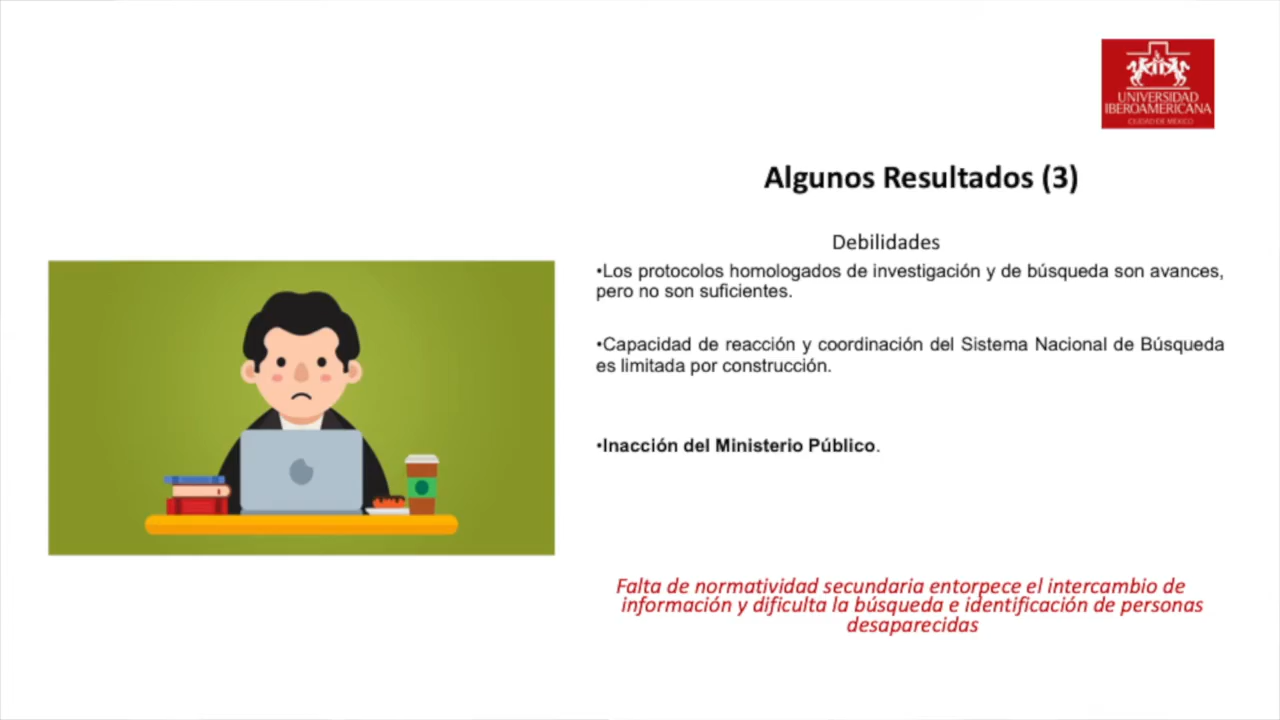 UNIVERSIDAD
IBEROAMERICANA
CIUDAD DE MÉXICO
Algunos Resultados (3)
Debilidades
•Los protocolos homologados de investigación y de búsqueda son avances,
pero no son suficientes.
•Capacidad de reacción y coordinación del Sistema Nacional de Búsqueda
es limitada por construcción.
•Inacción del Ministerio Público.
Falta de normatividad secundaria entorpece el intercambio de
información y dificulta la búsqueda e identificación de personas
desaparecidas